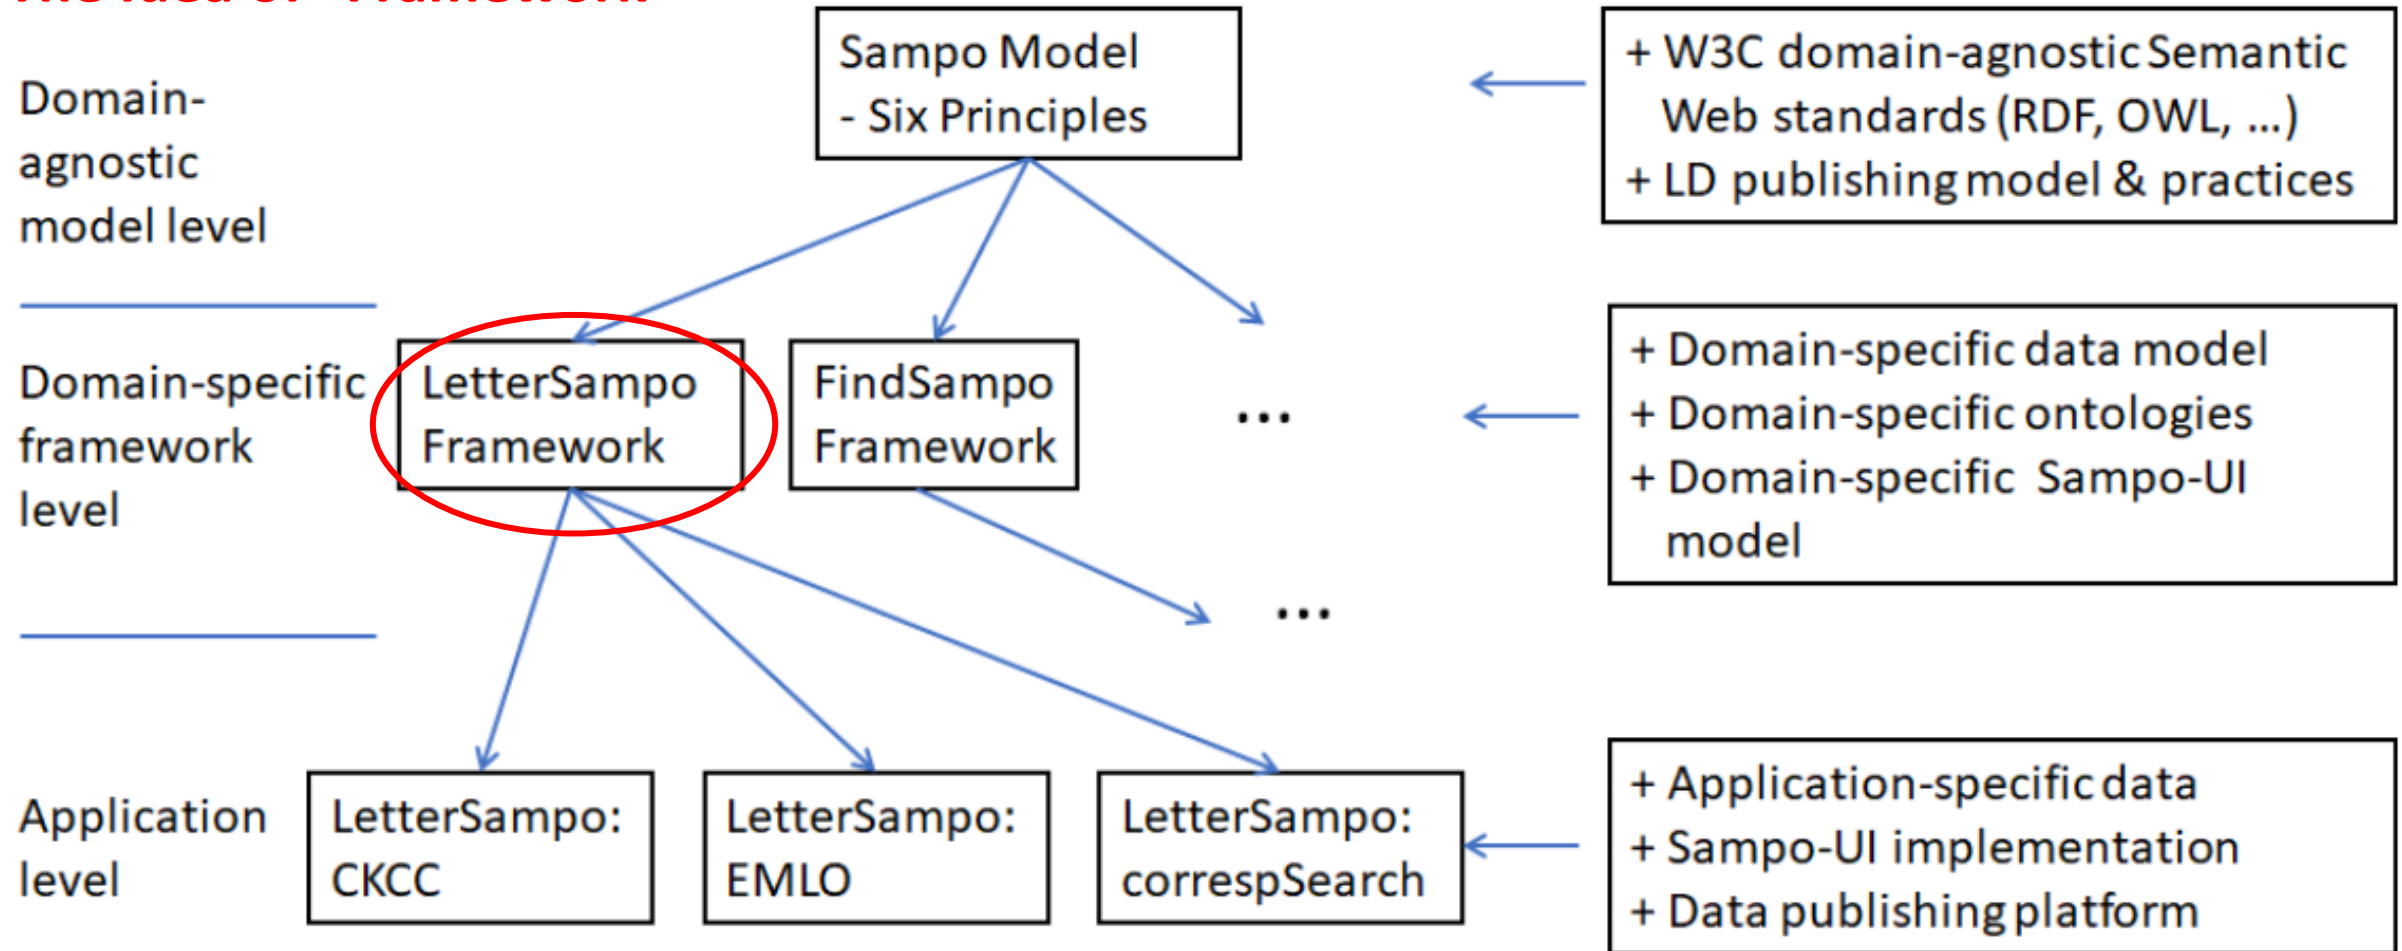 Sampo Model
- Six Principles
+ W3C domain-agnostic Semantic
Web standards (RDF, OWL, ...)
+ LD publishing model & practices
Domain-
agnostic
model level
Domain-specific
framework
level
LetterSampo
Framework
FindSampo
Framework
...
+ Domain-specific data model
+ Domain-specific ontologies
+ Domain-specific Sampo-UI
model
...
Application
level
LetterSampo:
CKCC
LetterSampo:
EMLO
LetterSampo:
correspSearch
+ Application-specific data
+ Sampo-UI implementation
+ Data publishing platform